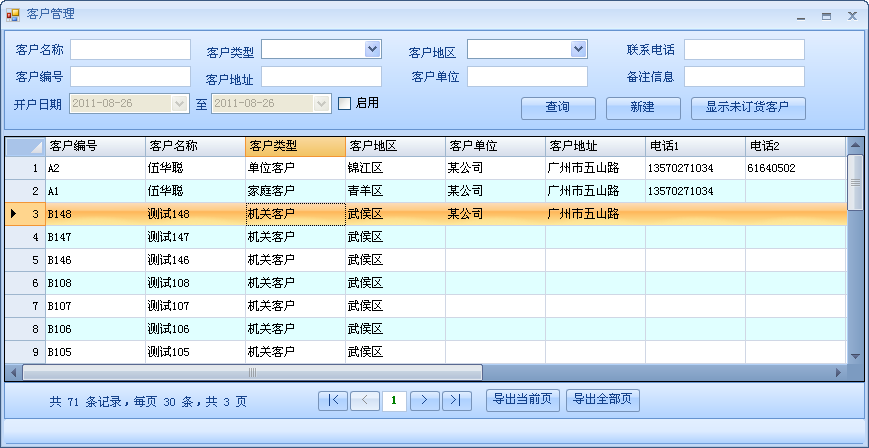 客户管理
客户名称 客户类型 客户地区 联系电话
客户编号 客户地址 客户单位 备注信息
开户日期 2011-08-26 至 2011-08-26 启用 查询 新建 显示未订货客户
客户编号 客户名称 客户类型 客户地区 客户单位 客户地址 电话1 电话2
1 A2 伍华聪 单位客户 锦江区 某公司 广州市五山路 13570271034 61640502
2 A1 伍华聪 家庭客户 青羊区 某公司 广州市五山路 13570271034
3 B148 测试148 机关客户 武侯区 某公司 广州市五山路
4 B147 测试147 机关客户 武侯区
5 B146 测试146 机关客户 武侯区
6 B108 测试108 机关客户 武侯区
7 B107 测试107 机关客户 武侯区
8 B106 测试106 机关客户 武侯区
9 B105 测试105 机关客户 武侯区
共 71 条记录，每页 30 条，共 3 页 |< < 1 > >| 导出当前页 导出全部页